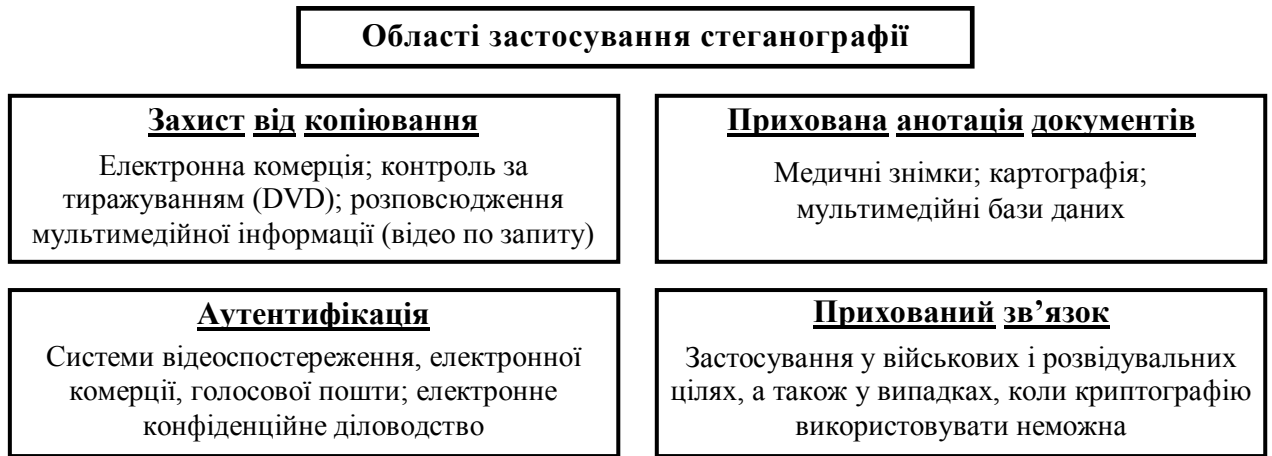 Області застосування стеганографії
Захист від копіювання
Електронна комерція; контроль за
тиражуванням (DVD); розповсюдження
мультимедійної інформації (відео по запиту)
Прихована анотація документів
Медичні знімки; картографія;
мультимедійні бази даних
Аутентифікація
Системи відеоспостереження, електронної
комерції, голосової пошти; електронне
конфіденційне діловодство
Прихований зв’язок
Застосування у військових і розвідувальних
цілях, а також у випадках, коли криптографію
використовувати неможна